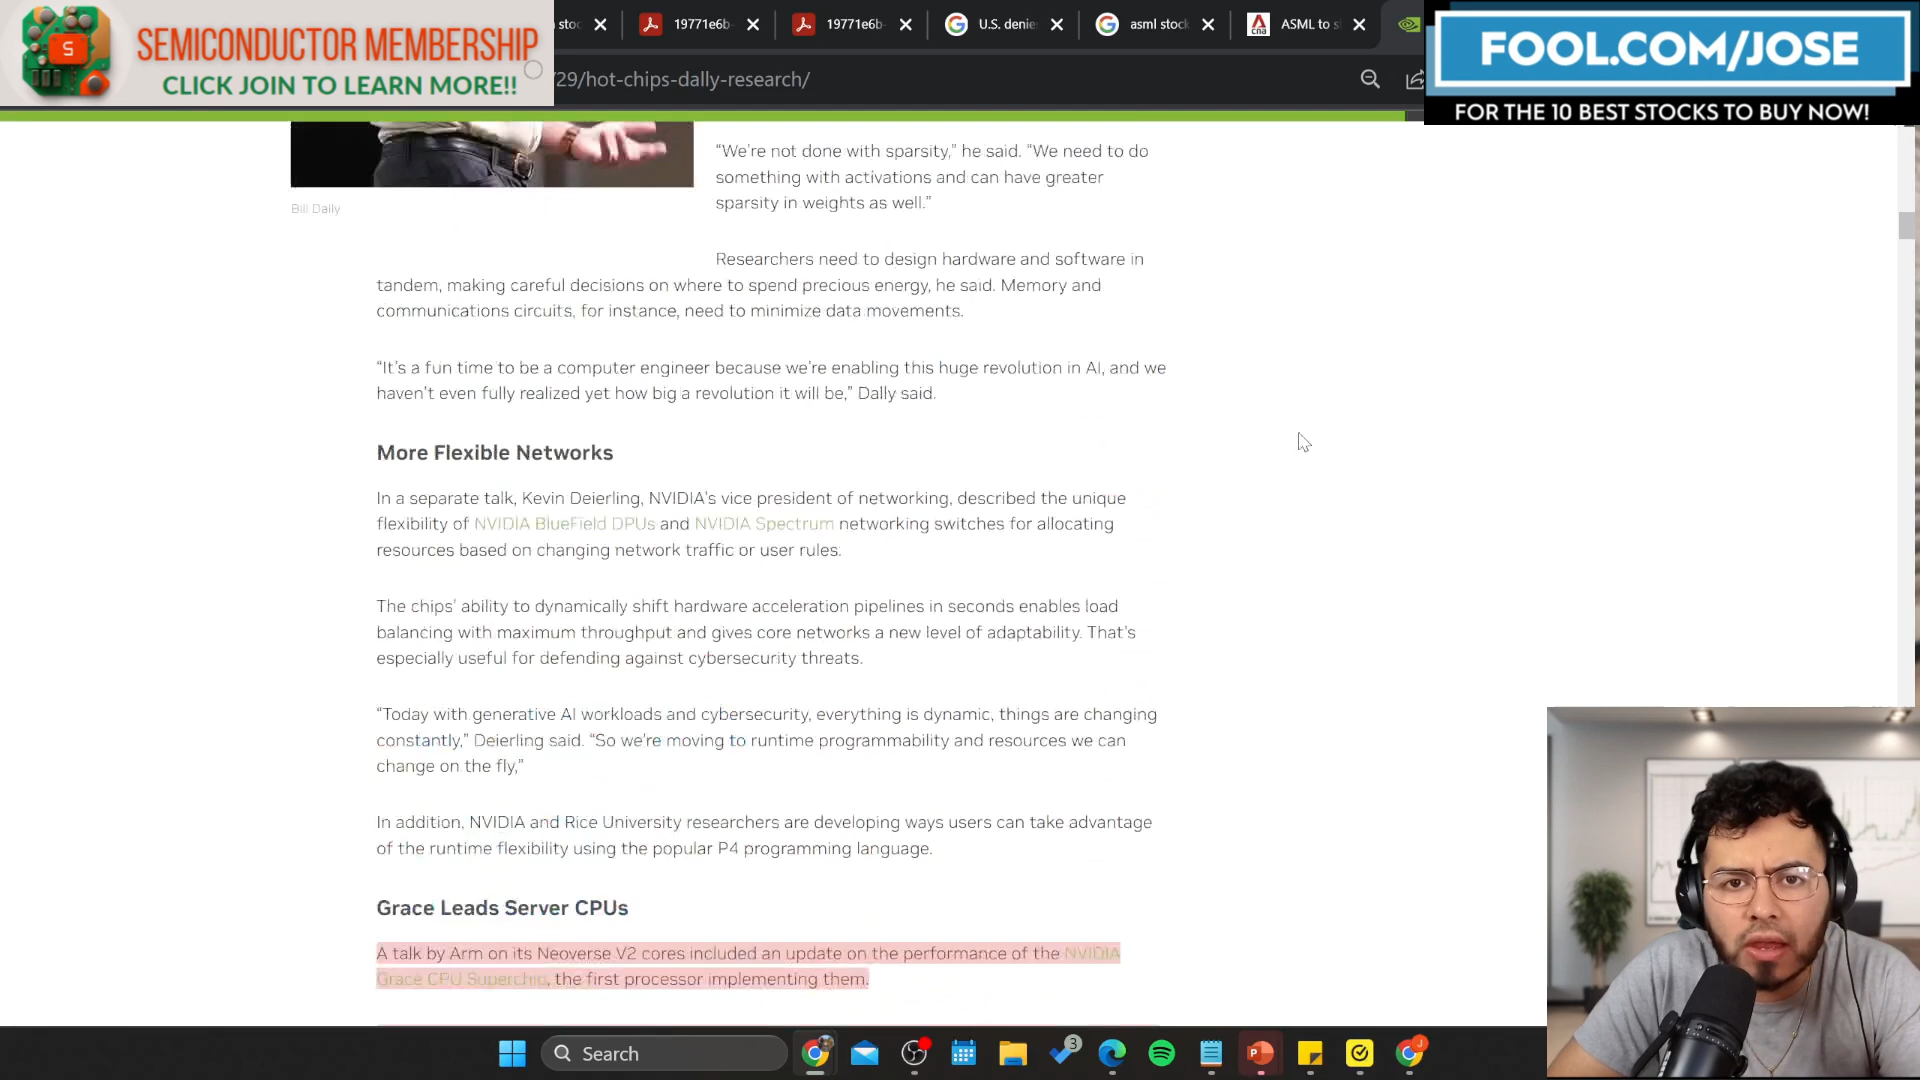 SEMICONDUCTOR MEMBERSHIP
CLICK JOIN TO LEARN MORE!!
S
stoc
19771e6b-
19771e6b-
U.S. denie
asml stock
cna
ASML to s
FOOL.COM/JOSE
FOR THE 10 BEST STOCKS TO BUY NOW!
/29/hot-chips-dally-research/
“We’re not done with sparsity,” he said. “We need to do
something with activations and can have greater
sparsity in weights as well.”
Bill Dally
Researchers need to design hardware and software in
tandem, making careful decisions on where to spend precious energy, he said. Memory and
communications circuits, for instance, need to minimize data movements.
“It’s a fun time to be a computer engineer because we’re enabling this huge revolution in AI, and we
haven’t even fully realized yet how big a revolution it will be,” Dally said.
More Flexible Networks
In a separate talk, Kevin Deierling, NVIDIA’s vice president of networking, described the unique
flexibility of NVIDIA BlueField DPUs and NVIDIA Spectrum networking switches for allocating
resources based on changing network traffic or user rules.
The chips’ ability to dynamically shift hardware acceleration pipelines in seconds enables load
balancing with maximum throughput and gives core networks a new level of adaptability. That’s
especially useful for defending against cybersecurity threats.
“Today with generative AI workloads and cybersecurity, everything is dynamic, things are changing
constantly,” Deierling said. “So we’re moving to runtime programmability and resources we can
change on the fly,”
In addition, NVIDIA and Rice University researchers are developing ways users can take advantage
of the runtime flexibility using the popular P4 programming language.
Grace Leads Server CPUs
A talk by Arm on its Neoverse V2 cores included an update on the performance of the NVIDIA
Grace CPU Superchip, the first processor implementing them.
Search
3
P
J